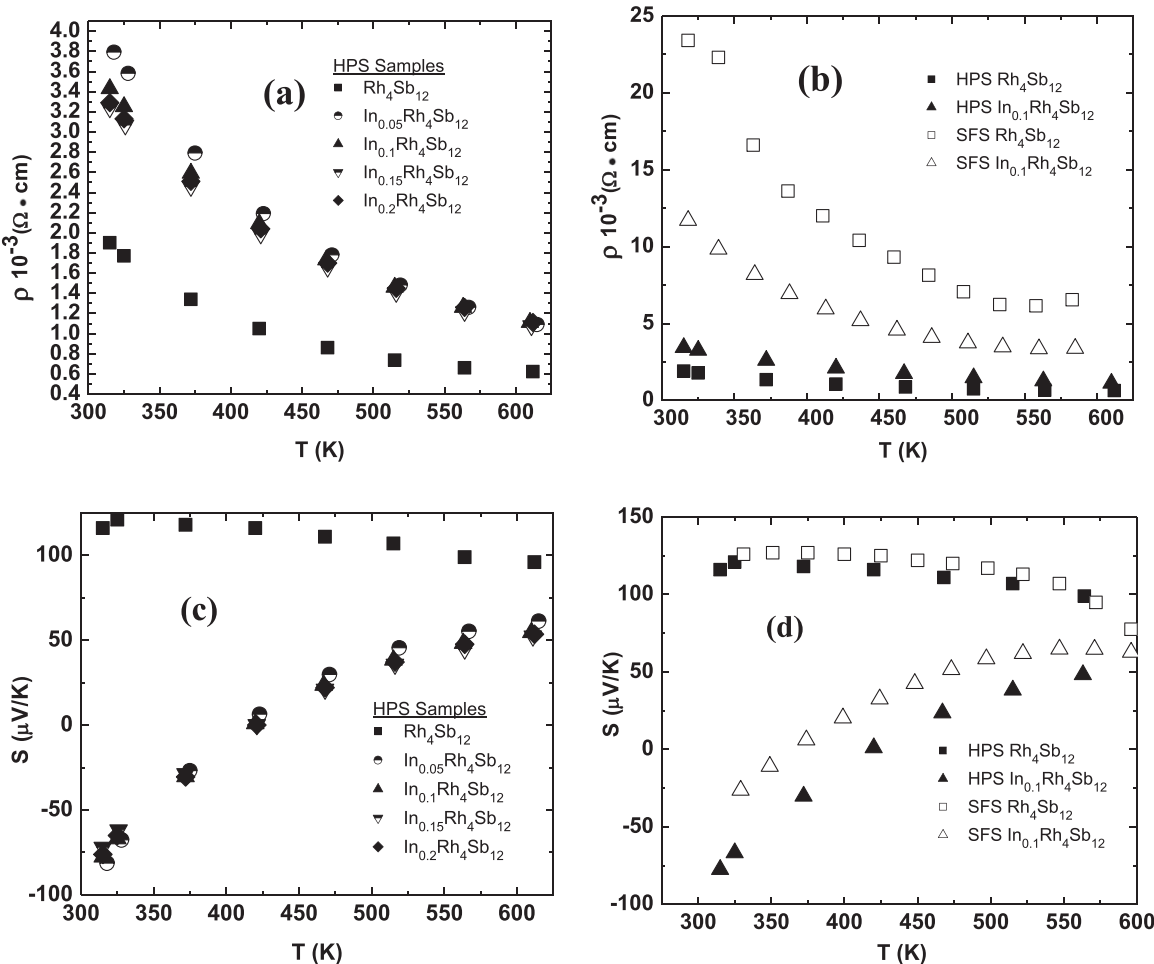 4.0
3.8
3.6
3.4
3.2
3.0
2.8
2.6
2.4
2.2
2.0
1.8
1.6
1.4
1.2
1.0
0.8
0.6
0.4
ρ 10⁻³(Ω • cm)
(a)
HPS Samples
Rh₄Sb₁₂
In₀.₀₅Rh₄Sb₁₂
In₀.₁Rh₄Sb₁₂
In₀.₁₅Rh₄Sb₁₂
In₀.₂Rh₄Sb₁₂
300 350 400 450 500 550 600
T (K)
25
20
15
10
5
0
ρ 10⁻³(Ω • cm)
(b)
HPS Rh₄Sb₁₂
HPS In₀.₁Rh₄Sb₁₂
SFS Rh₄Sb₁₂
SFS In₀.₁Rh₄Sb₁₂
300 350 400 450 500 550 600
T (K)
100
50
0
-50
-100
S (μV/K)
(c)
HPS Samples
Rh₄Sb₁₂
In₀.₀₅Rh₄Sb₁₂
In₀.₁Rh₄Sb₁₂
In₀.₁₅Rh₄Sb₁₂
In₀.₂Rh₄Sb₁₂
300 350 400 450 500 550 600
T (K)
150
100
50
0
-50
-100
S (μV/K)
(d)
HPS Rh₄Sb₁₂
HPS In₀.₁Rh₄Sb₁₂
SFS Rh₄Sb₁₂
SFS In₀.₁Rh₄Sb₁₂
300 350 400 450 500 550 600
T (K)